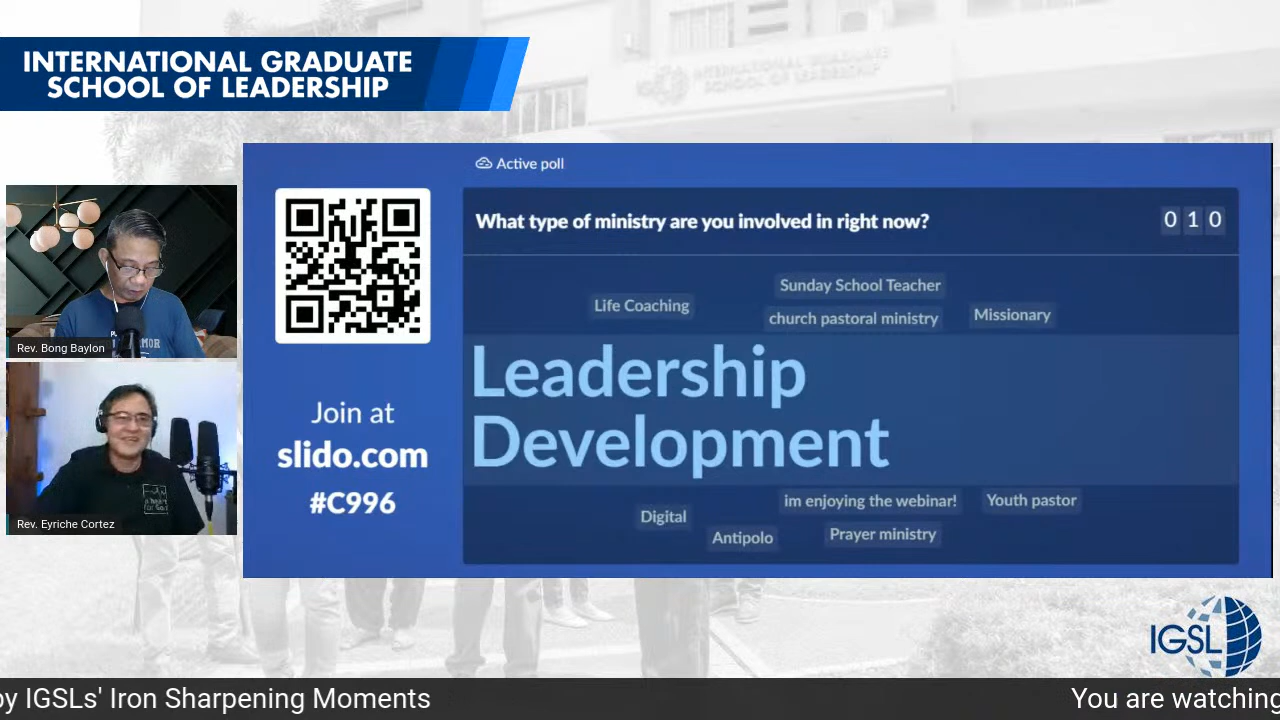 INTERNATIONAL GRADUATE
SCHOOL OF LEADERSHIP
Active poll
What type of ministry are you involved in right now?
0 1 0
Sunday School Teacher
Life Coaching
church pastoral ministry
Missionary
Leadership
Development
im enjoying the webinar!
Youth pastor
Digital
Prayer ministry
Antipolo
Join at
slido.com
#C996
Rev. Bong Baylon
Rev. Eyriche Cortez
IGSL
by IGSLs' Iron Sharpening Moments
You are watching